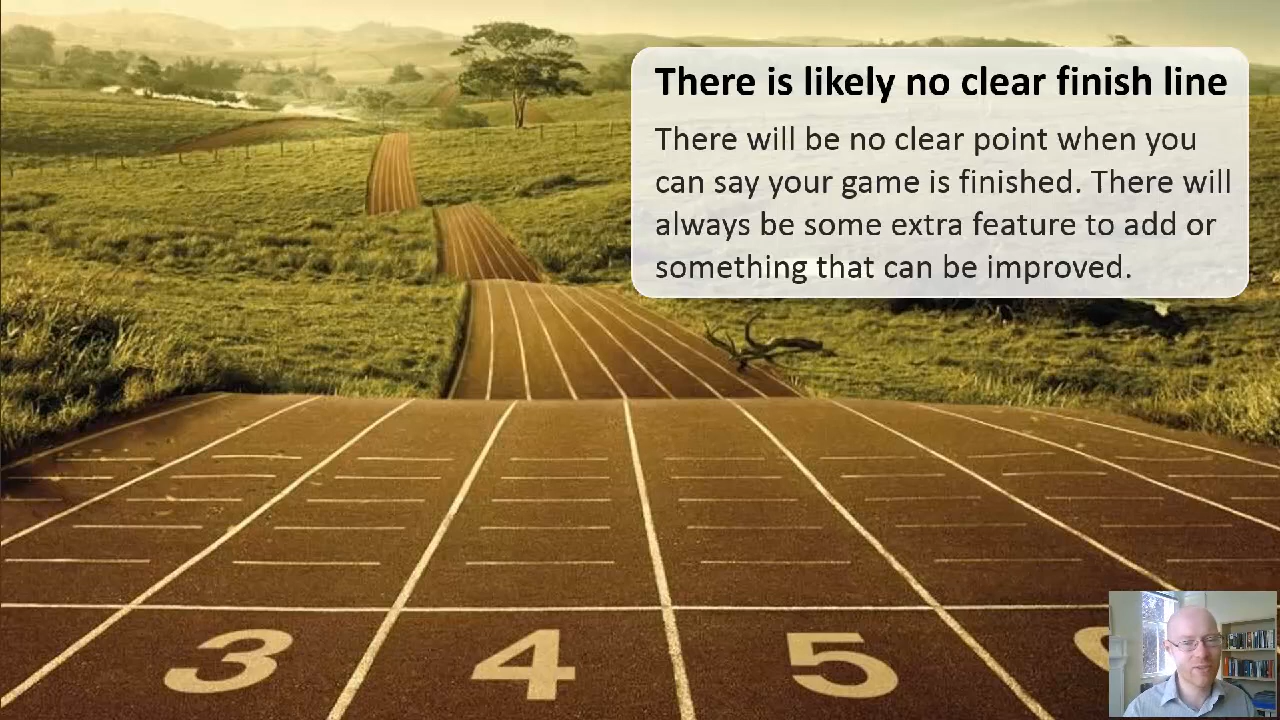 There is likely no clear finish line
There will be no clear point when you
can say your game is finished. There will
always be some extra feature to add or
something that can be improved.
3 4 5